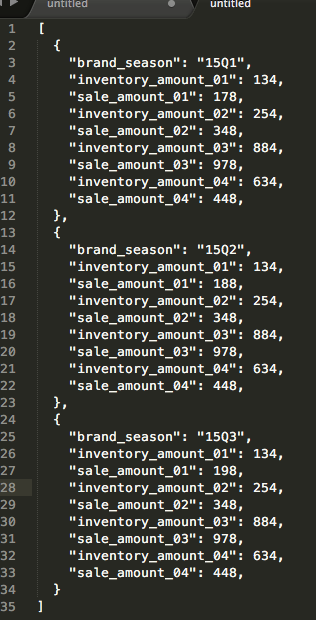 untitled untitled
1 [
2 {
3 "brand_season": "15Q1",
4 "inventory_amount_01": 134,
5 "sale_amount_01": 178,
6 "inventory_amount_02": 254,
7 "sale_amount_02": 348,
8 "inventory_amount_03": 884,
9 "sale_amount_03": 978,
10 "inventory_amount_04": 634,
11 "sale_amount_04": 448,
12 },
13 {
14 "brand_season": "15Q2",
15 "inventory_amount_01": 134,
16 "sale_amount_01": 188,
17 "inventory_amount_02": 254,
18 "sale_amount_02": 348,
19 "inventory_amount_03": 884,
20 "sale_amount_03": 978,
21 "inventory_amount_04": 634,
22 "sale_amount_04": 448,
23 },
24 {
25 "brand_season": "15Q3",
26 "inventory_amount_01": 134,
27 "sale_amount_01": 198,
28 "inventory_amount_02": 254,
29 "sale_amount_02": 348,
30 "inventory_amount_03": 884,
31 "sale_amount_03": 978,
32 "inventory_amount_04": 634,
33 "sale_amount_04": 448,
34 }
35 ]